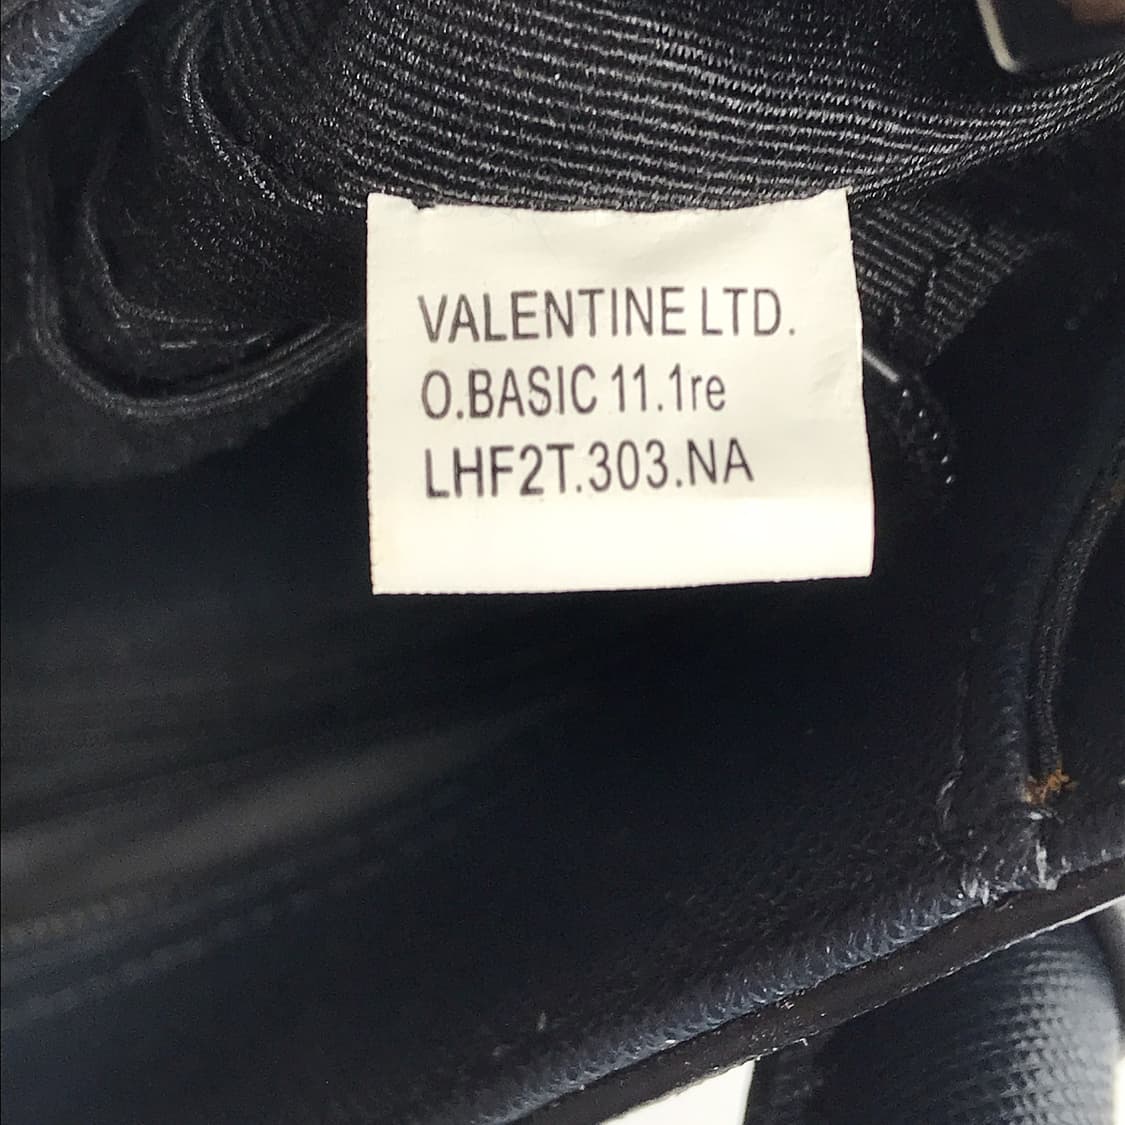 VALENTINE LTD.
O.BASIC 11.1re
LHF2T.303.NA